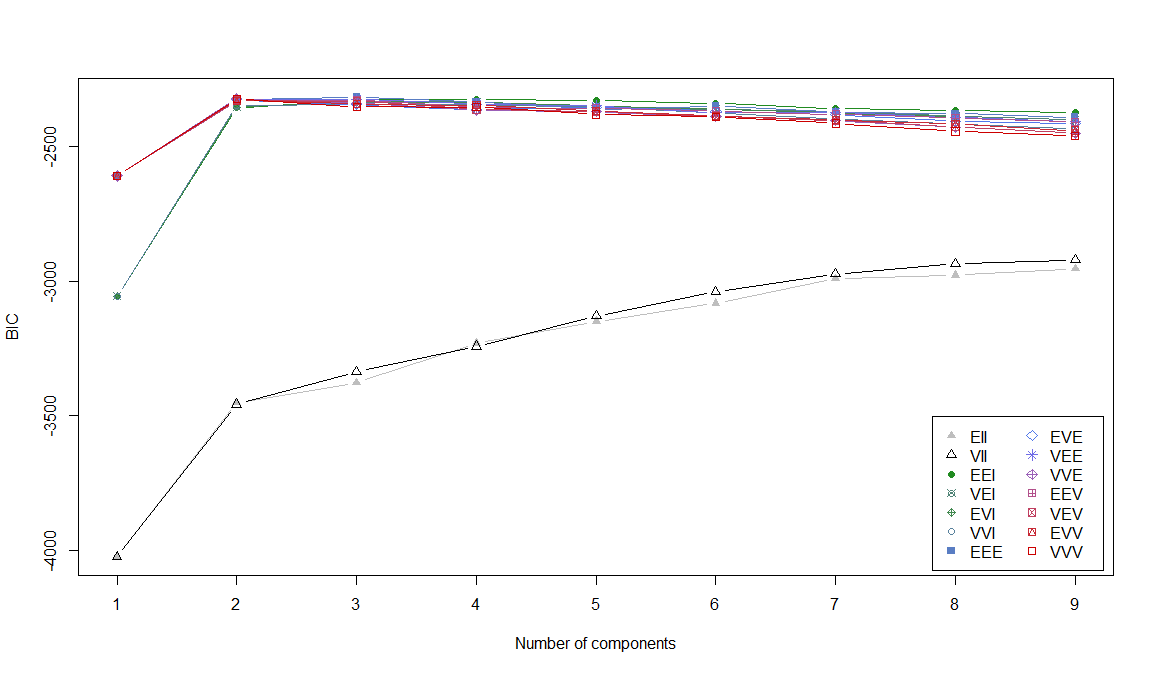 -2500
-3000
-3500
-4000
BIC
1 2 3 4 5 6 7 8 9
Number of components
EII EVE
VII VEE
EEI VVE
VEI EEV
EVI VEV
VVI EVV
EEE VVV